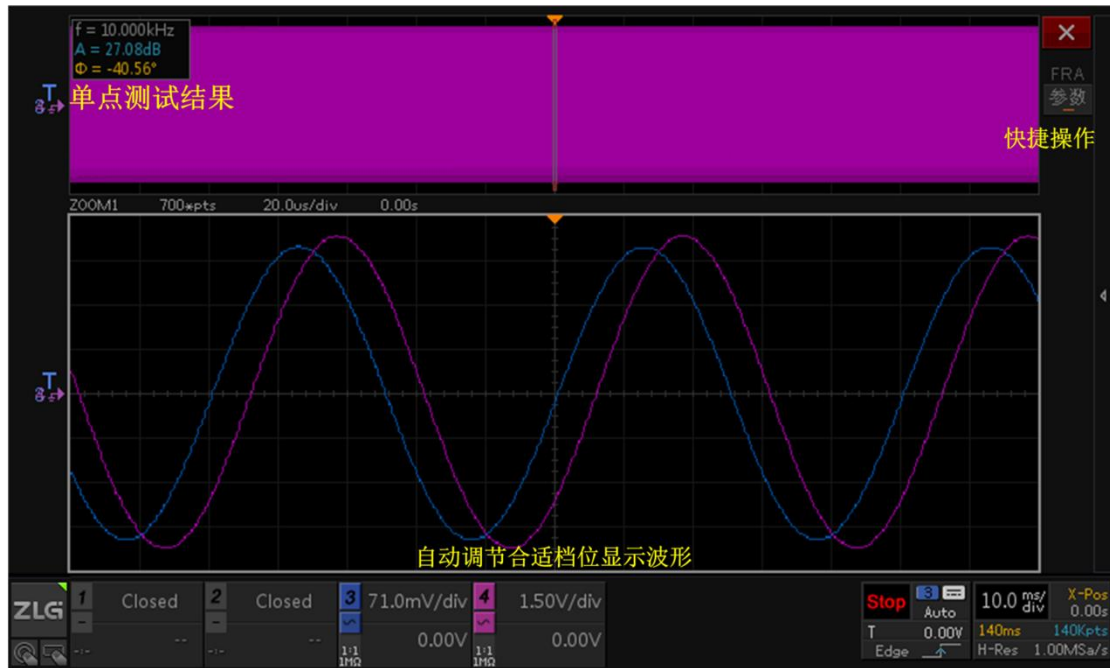 f = 10.000kHz
A = 27.08dB
Φ = -40.56°
单点测试结果
FRA
参数
快捷操作
T
ZOOM1 700*pts 20.0us/div 0.00s
T
自动调节合适档位显示波形
ZLG
1 Closed
--
-:-
2 Closed
--
-:-
3 71.0mV/div
0.00V
1:1
1MΩ
4 1.50V/div
0.00V
1:1
1MΩ
Stop 3 Auto
T 0.00V
Edge
10.0 ms/div X-Pos 0.00s
140ms 140Kpts
H-Res 1.00MSa/s